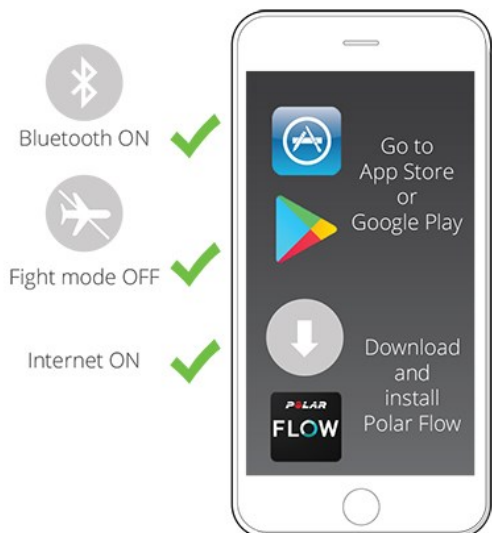 Bluetooth ON
Fight mode OFF
Internet ON
Go to
App Store
or
Google Play
Download
and
install
Polar Flow
POLAR
FLOW